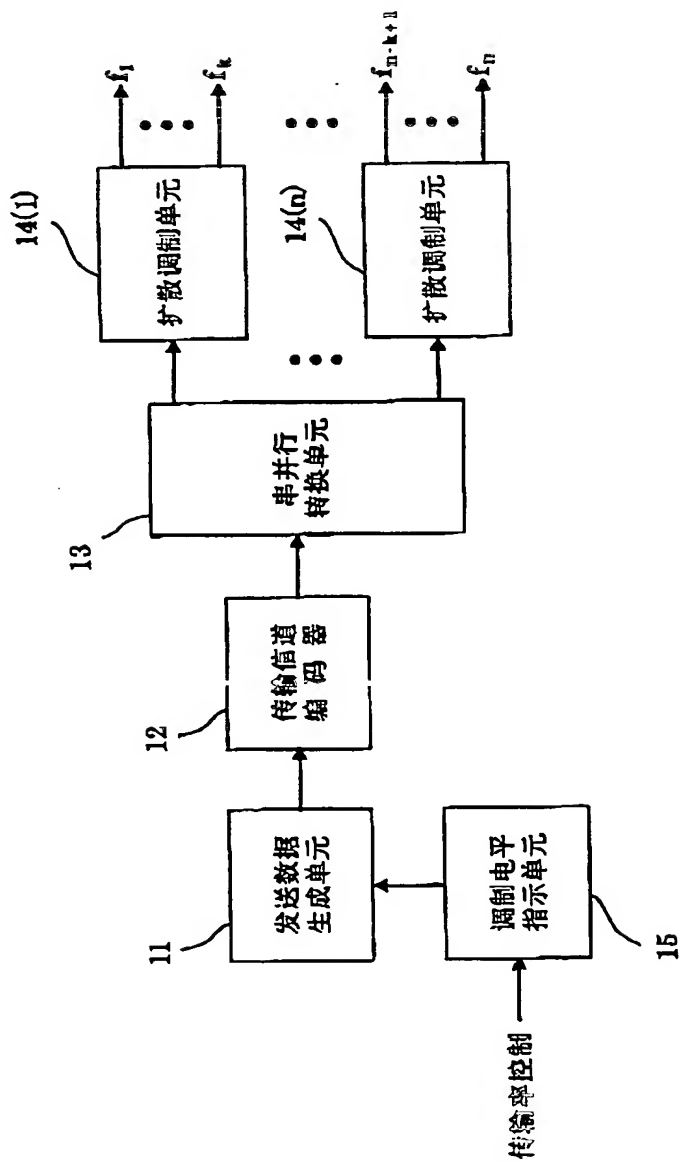 传输率控制
调制电平
指示单元
15
发送数据
生成单元
11
传输信道
编 码 器
12
串并行
转换单元
13
扩散调制单元
14(1)
f1
fk
扩散调制单元
14(n)
fn-k+1
fn